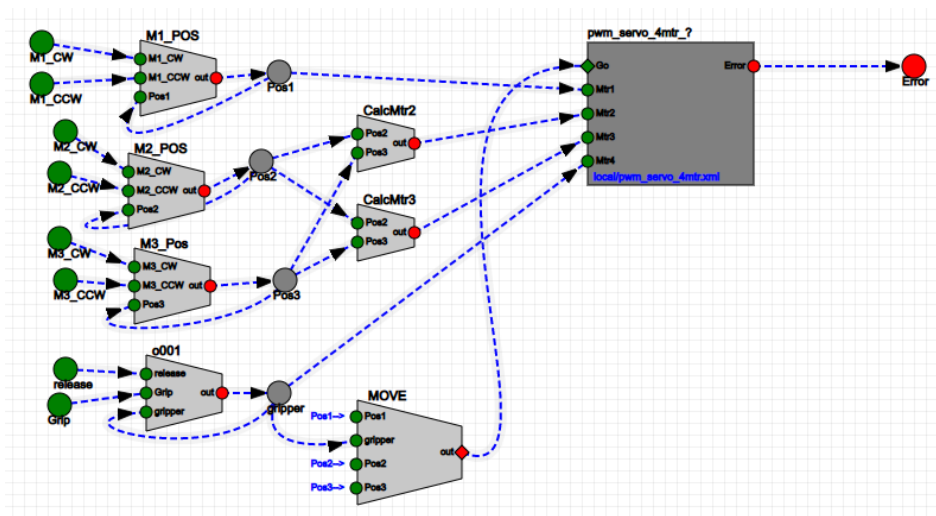 M1_POS
M1_CW
M1_CCW
M1_CW
M1_CCW out
Pos1
Pos1
M2_POS
M2_CW
M2_CCW
M2_CW
M2_CCW out
Pos2
Pos2
M3_Pos
M3_CW
M3_CCW
M3_CW
M3_CCW out
Pos3
Pos3
CalcMtr2
Pos2
out
Pos3
CalcMtr3
Pos2
out
Pos3
o001
release
Grip
release
Grip out
gripper
gripper
MOVE
Pos1-> Pos1
gripper
out
Pos2-> Pos2
Pos3-> Pos3
pwm_servo_4mtr_?
Go Error
Mtr1
Mtr2
Mtr3
Mtr4
local/pwm_servo_4mtr.xml
Error